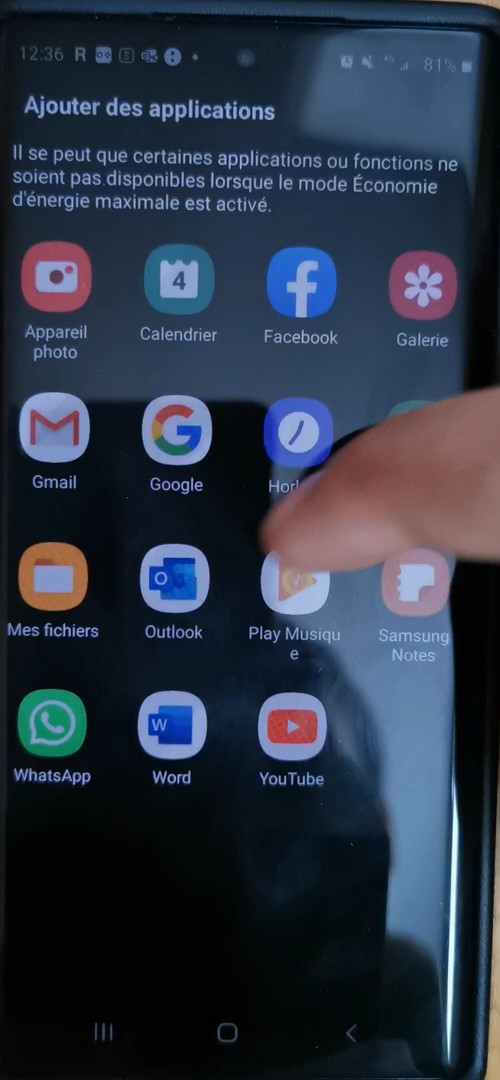 12:36 R 4G 81%
Ajouter des applications
Il se peut que certaines applications ou fonctions ne
soient pas disponibles lorsque le mode Économie
d'énergie maximale est activé.
4
Appareil
photo
Calendrier
Facebook
Galerie
Gmail
Google
Mes fichiers
O
Outlook
Play Musiqu
e
Samsung
Notes
WhatsApp
W
Word
YouTube